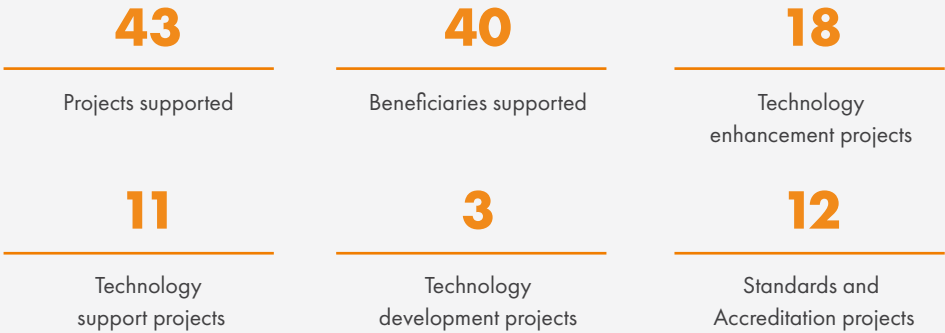 43
Projects supported
40
Beneficiaries supported
18
Technology
enhancement projects
11
Technology
support projects
3
Technology
development projects
12
Standards and
Accreditation projects